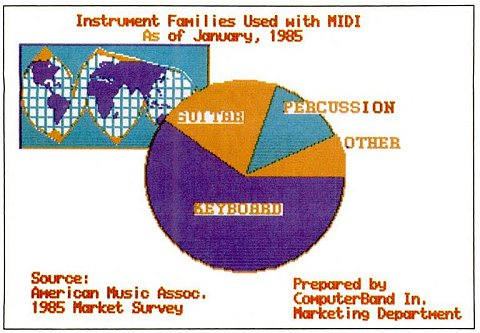 Instrument Families Used with MIDI
As of January, 1985
GUITAR
PERCUSSION
OTHER
KEYBOARD
Source:
American Music Assoc.
1985 Market Survey
Prepared by
ComputerBand In.
Marketing Department